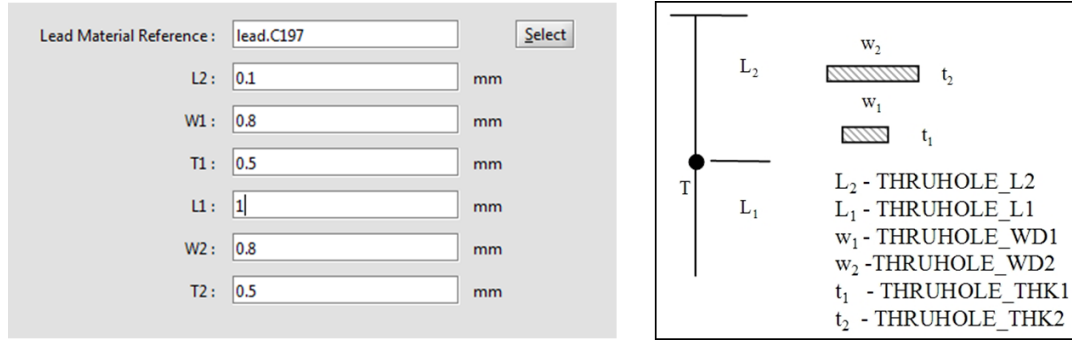 Lead Material Reference : lead.C197 Select
L2 : 0.1 mm
W1 : 0.8 mm
T1 : 0.5 mm
L1 : 1 mm
W2 : 0.8 mm
T2 : 0.5 mm
w2
L2 t2
w1
t1
T
L1
L2 - THRUHOLE_L2
L1 - THRUHOLE_L1
w1 - THRUHOLE_WD1
w2 -THRUHOLE_WD2
t1 - THRUHOLE_THK1
t2 - THRUHOLE_THK2